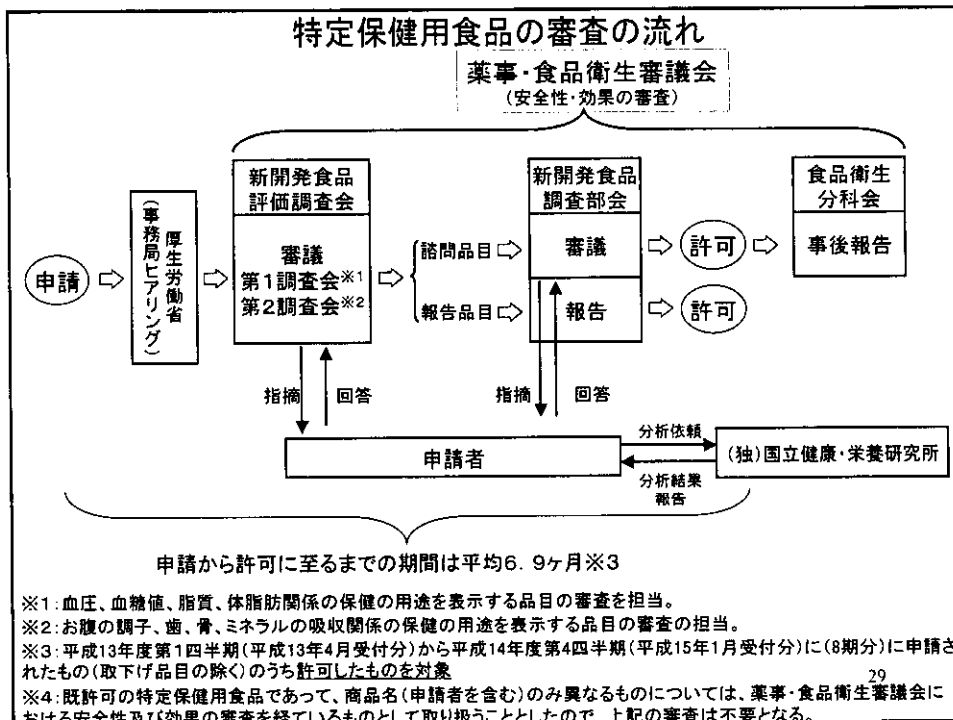 特定保健用食品の審査の流れ
薬事・食品衛生審議会
(安全性・効果の審査)
新開発食品
評価調査会
新開発食品
調査部会
食品衛生
分科会
申請
厚生労働省
(事務局ヒアリング)
審議
第1調査会※1
第2調査会※2
諮問品目
報告品目
審議
報告
許可
許可
事後報告
指摘
回答
指摘
回答
申請者
分析依頼
分析結果
報告
(独)国立健康・栄養研究所
申請から許可に至るまでの期間は平均6.9ヶ月※3
※1:血圧、血糖値、脂質、体脂肪関係の保健の用途を表示する品目の審査を担当。
※2:お腹の調子、歯、骨、ミネラルの吸収関係の保健の用途を表示する品目の審査の担当。
※3:平成13年度第1四半期(平成13年4月受付分)から平成14年度第4四半期(平成15年1月受付分)に(8期分)に申請さ
れたもの(取下げ品目の除く)のうち許可したものを対象
29
※4:既許可の特定保健用食品であって、商品名(申請者を含む)のみ異なるものについては、薬事・食品衛生審議会に
おける安全性及び効果の審査を経ているものとして取り扱うこととしたので、上記の審査は不要となる。